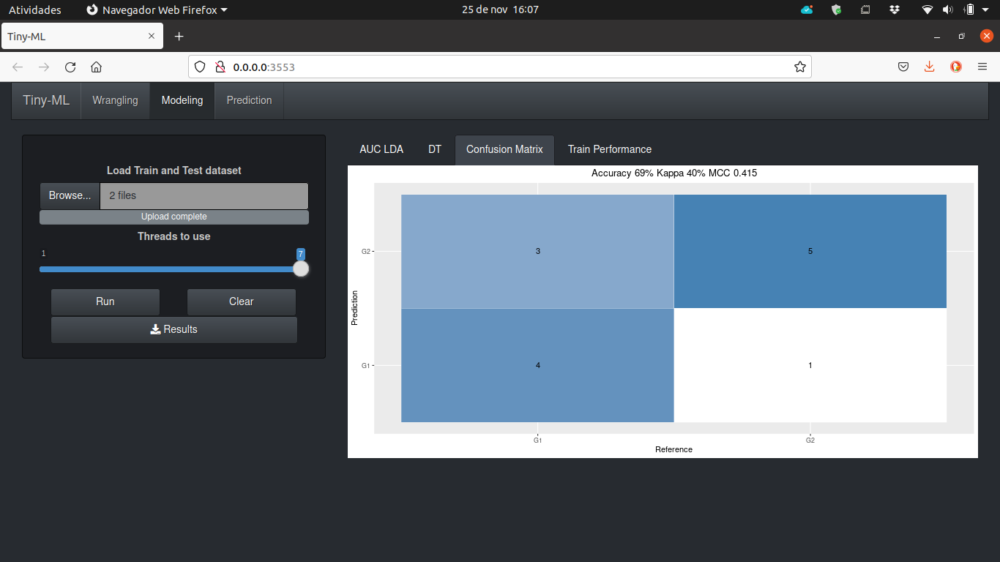 Atividades Navegador Web Firefox 25 de nov 16:07
Tiny-ML
0.0.0.0:3553
Tiny-ML Wrangling Modeling Prediction
Load Train and Test dataset
Browse... 2 files
Upload complete
Threads to use
1 7
Run Clear
Results
AUC LDA DT Confusion Matrix Train Performance
Accuracy 69% Kappa 40% MCC 0.415
G2 3 5
Prediction
G1 4 1
G1 G2
Reference